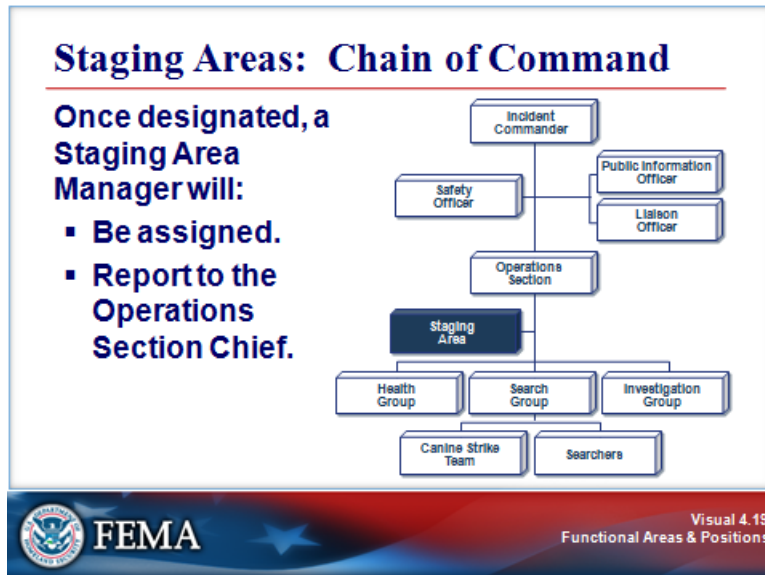 Staging Areas: Chain of Command
Once designated, a
Staging Area
Manager will:
▪ Be assigned.
▪ Report to the
Operations
Section Chief.
Incident
Commander
Public Information
Officer
Safety
Officer
Liaison
Officer
Operations
Section
Staging
Area
Health
Group
Search
Group
Investigation
Group
Canine Strike
Team
Searchers
FEMA
Visual 4.19
Functional Areas & Positions